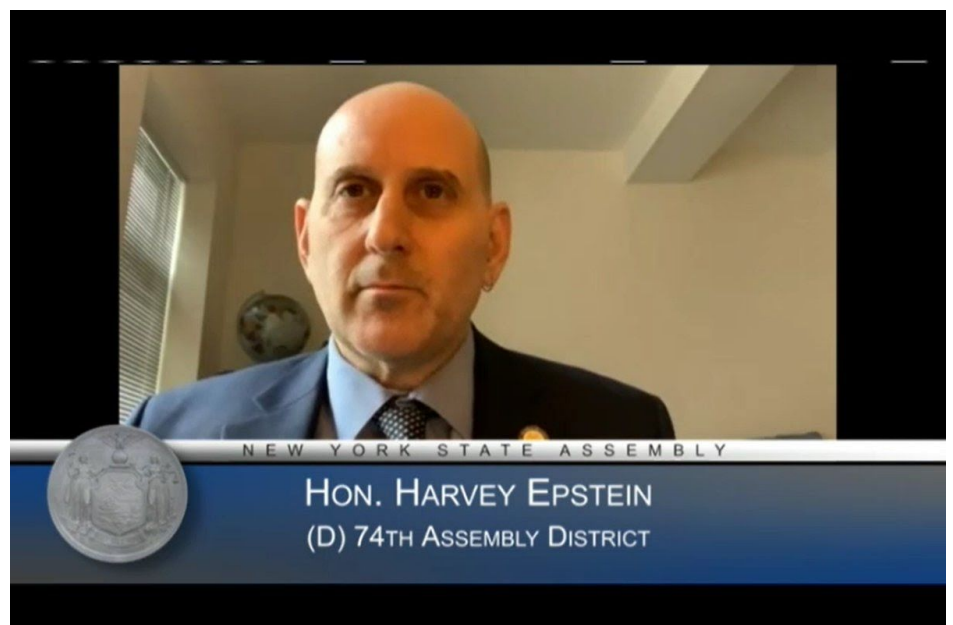 NEW YORK STATE ASSEMBLY
HON. HARVEY EPSTEIN
(D) 74TH ASSEMBLY DISTRICT